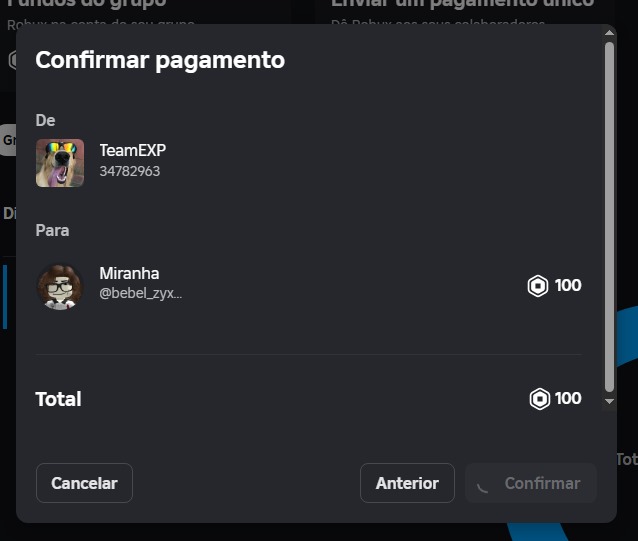 Fundos do grupo
Enviar um pagamento único
Robux na conta do seu grupo
Dê Robux aos seus colaboradores
Confirmar pagamento
De
Gr
TeamEXP
34782963
Di
Para
Miranha
@bebel_zyx...
100
Total
100
Tot
Cancelar
Anterior
Confirmar